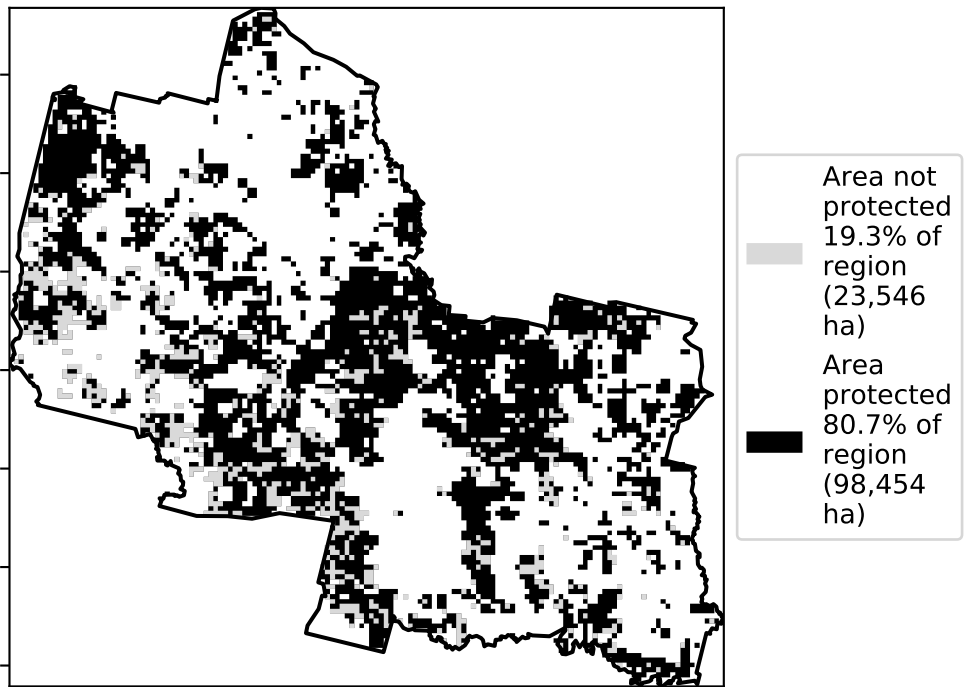 Area not
protected
19.3% of
region
(23,546
ha)
Area
protected
80.7% of
region
(98,454
ha)